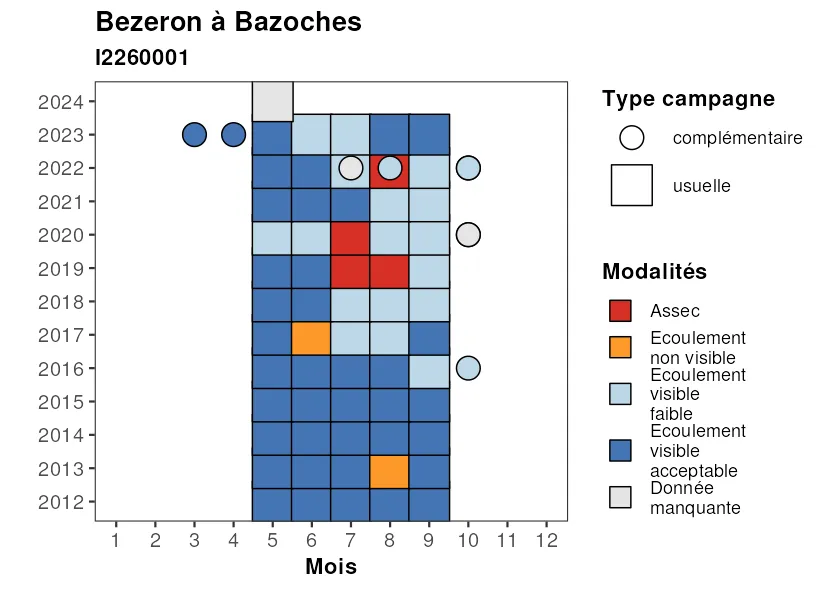 Bezeron à Bazoches
I2260001
2024
2023
2022
2021
2020
2019
2018
2017
2016
2015
2014
2013
2012
1 2 3 4 5 6 7 8 9 10 11 12
Mois
Type campagne
complémentaire
usuelle
Modalités
Assec
Ecoulement
non visible
Ecoulement
visible
faible
Ecoulement
visible
acceptable
Donnée
manquante